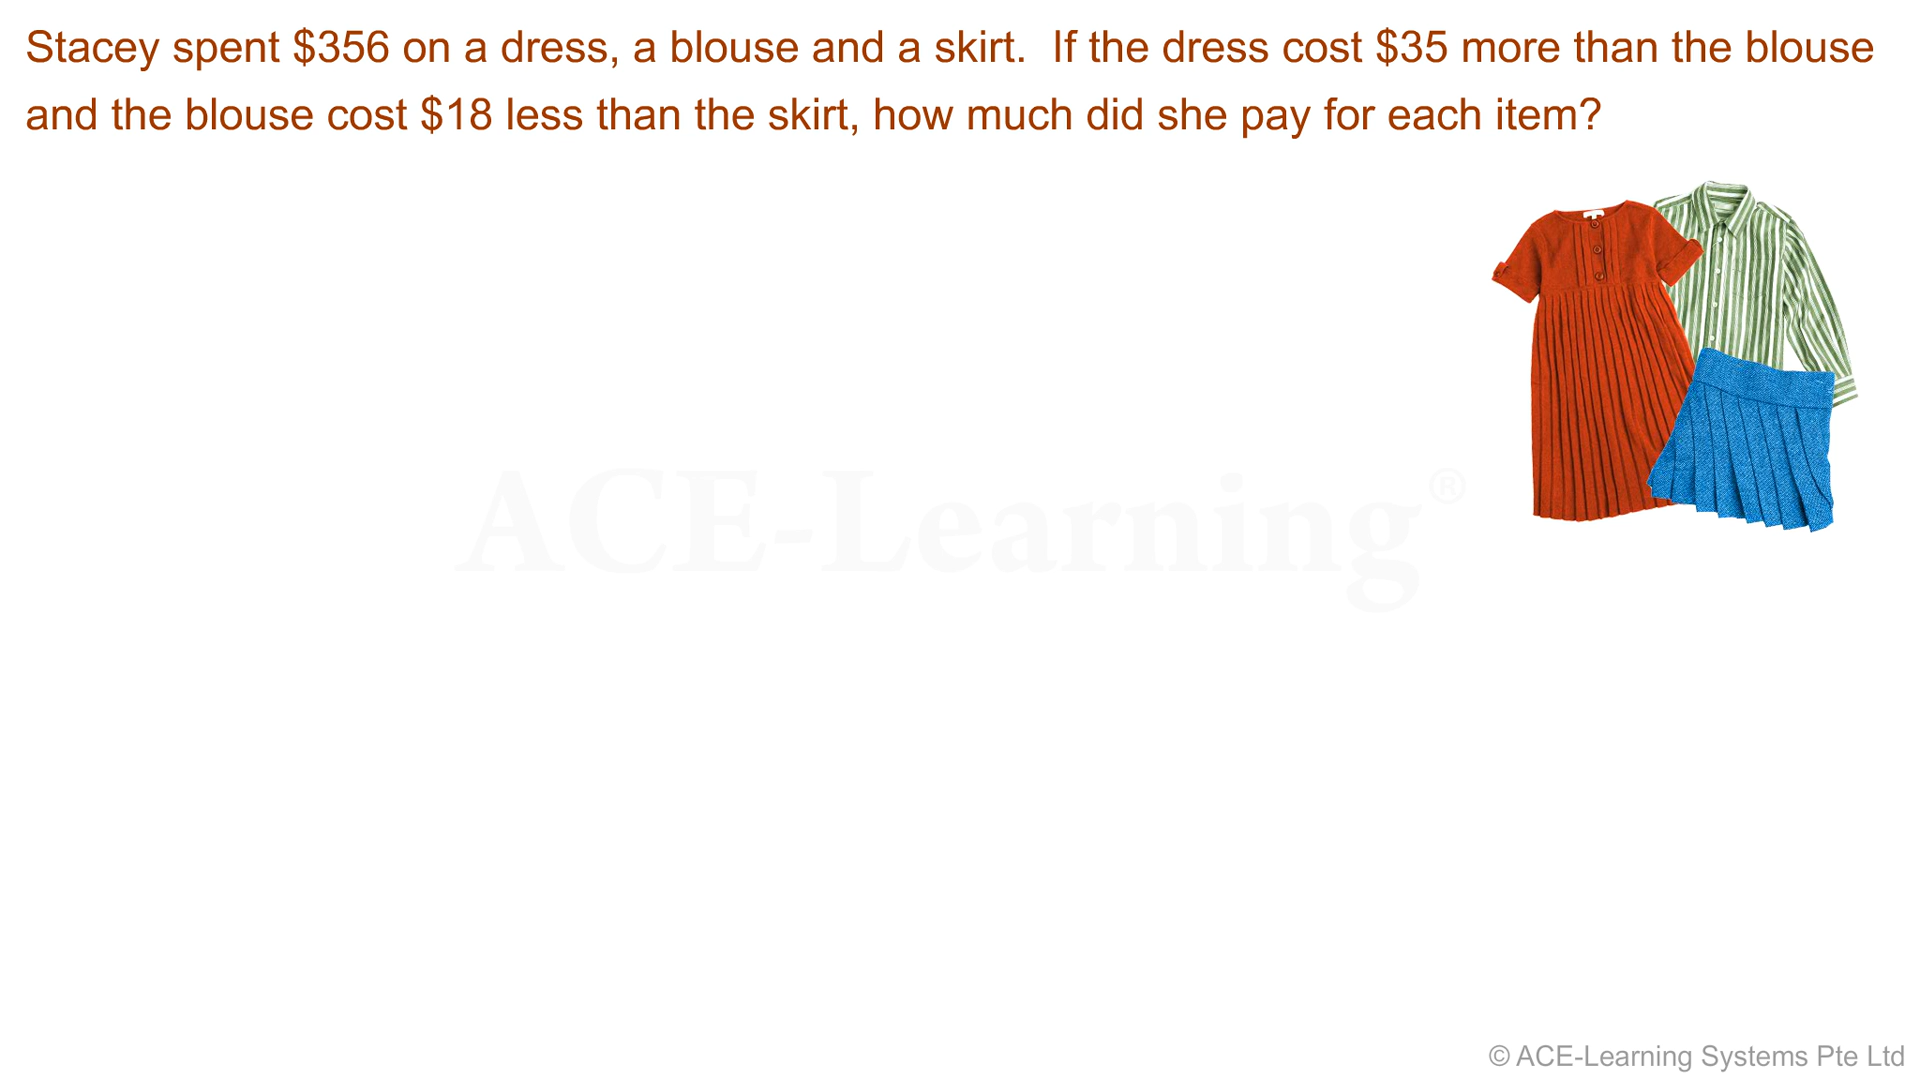 Stacey spent $356 on a dress, a blouse and a skirt.  If the dress cost $35 more than the blouse
and the blouse cost $18 less than the skirt, how much did she pay for each item?
ACE-Learning®
© ACE-Learning Systems Pte Ltd